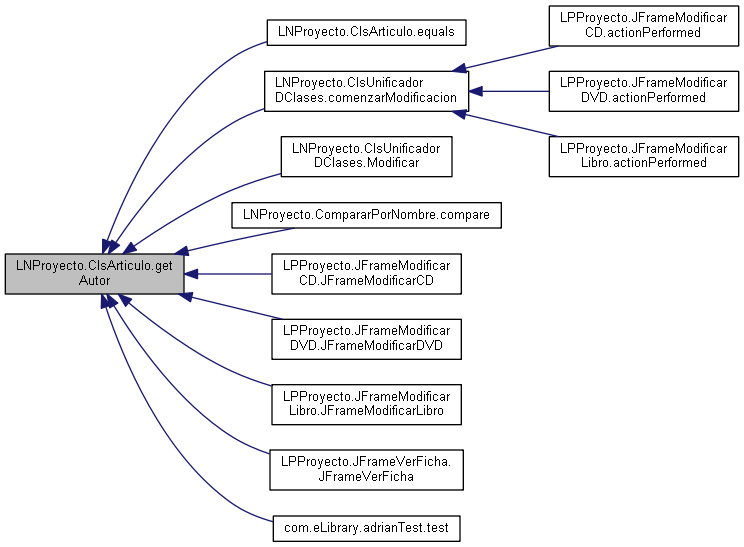 LNProyecto.ClsArticulo.get
Autor
LNProyecto.ClsArticulo.equals
LNProyecto.ClsUnificador
DClases.comenzarModificacion
LPProyecto.JFrameModificar
CD.actionPerformed
LPProyecto.JFrameModificar
DVD.actionPerformed
LPProyecto.JFrameModificar
Libro.actionPerformed
LNProyecto.ClsUnificador
DClases.Modificar
LNProyecto.CompararPorNombre.compare
LPProyecto.JFrameModificar
CD.JFrameModificarCD
LPProyecto.JFrameModificar
DVD.JFrameModificarDVD
LPProyecto.JFrameModificar
Libro.JFrameModificarLibro
LPProyecto.JFrameVerFicha.
JFrameVerFicha
com.eLibrary.adrianTest.test